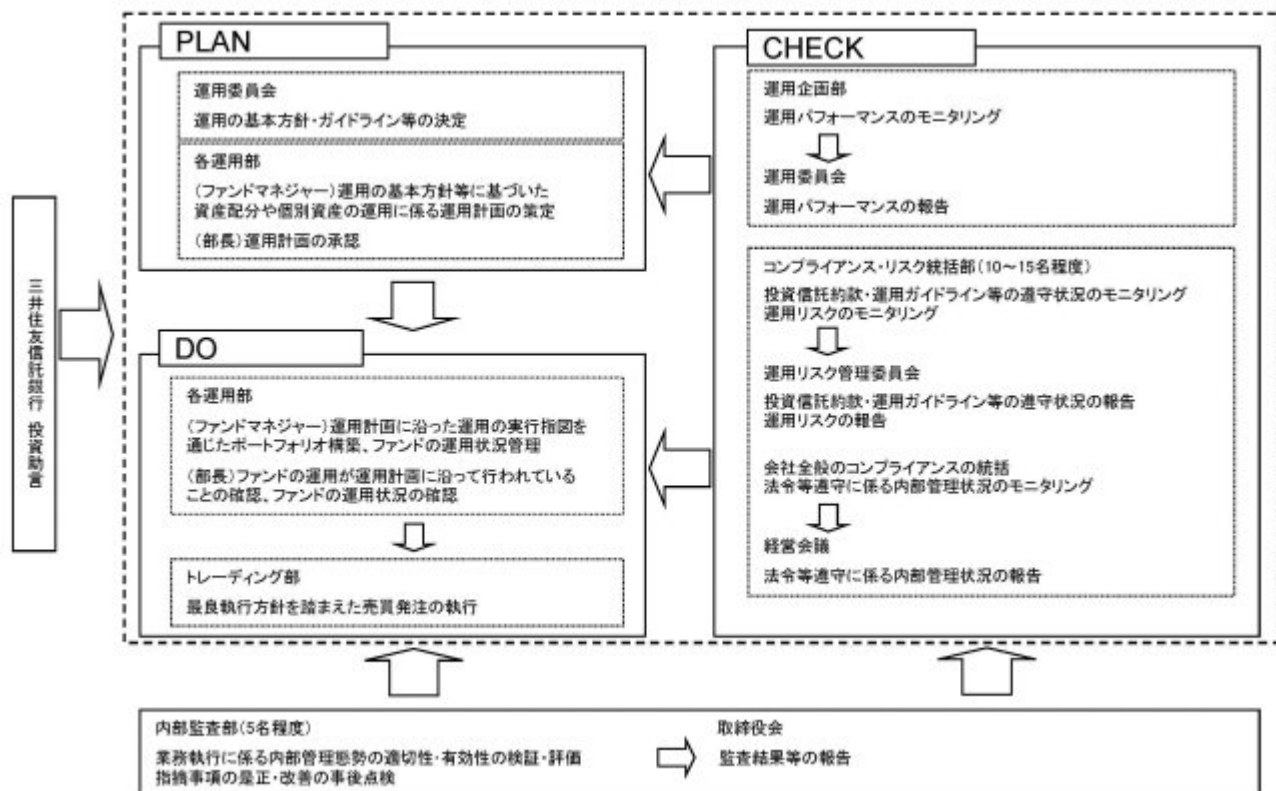 三井住友信託銀行 投資助言
PLAN
運用委員会
運用の基本方針・ガイドライン等の決定
各運用部
(ファンドマネジャー)運用の基本方針等に基づいた
資産配分や個別資産の運用に係る運用計画の策定
(部長)運用計画の承認
DO
各運用部
(ファンドマネジャー)運用計画に沿った運用の実行指図を
通じたポートフォリオ構築、ファンドの運用状況管理
(部長)ファンドの運用が運用計画に沿って行われている
ことの確認、ファンドの運用状況の確認
トレーディング部
最良執行方針を踏まえた売買発注の執行
CHECK
運用企画部
運用パフォーマンスのモニタリング
運用委員会
運用パフォーマンスの報告
コンプライアンス・リスク統括部(10~15名程度)
投資信託約款・運用ガイドライン等の遵守状況のモニタリング
運用リスクのモニタリング
運用リスク管理委員会
投資信託約款・運用ガイドライン等の遵守状況の報告
運用リスクの報告
会社全般のコンプライアンスの統括
法令等遵守に係る内部管理状況のモニタリング
経営会議
法令等遵守に係る内部管理状況の報告
内部監査部(5名程度)
業務執行に係る内部管理態勢の適切性・有効性の検証・評価
指摘事項の是正・改善の事後点検
取締役会
監査結果等の報告